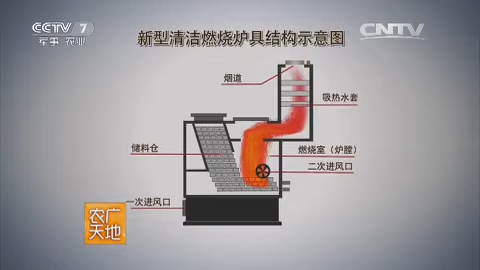 CCTV 7
军事·农业
CNTV
新型清洁燃烧炉具结构示意图
烟道
吸热水套
储料仓
燃烧室（炉膛）
二次进风口
一次进风口
农广
天地